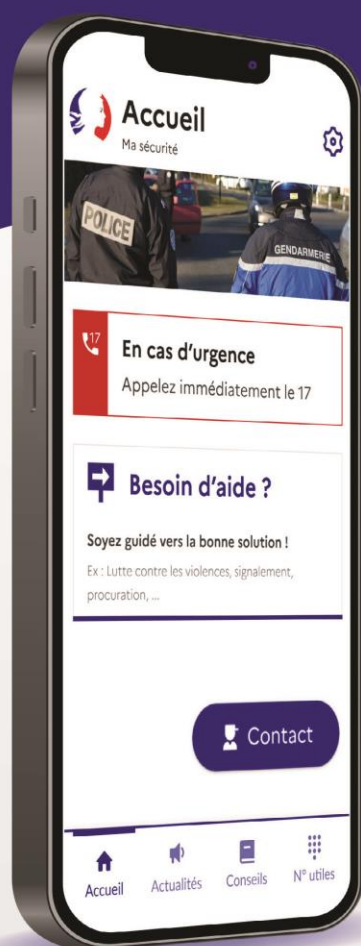 Accueil
Ma sécurité
POLICE
GENDARMERIE
17
En cas d'urgence
Appelez immédiatement le 17
Besoin d'aide ?
Soyez guidé vers la bonne solution !
Ex : Lutte contre les violences, signalement,
procuration, ...
Contact
Accueil
Actualités
Conseils
N° utiles